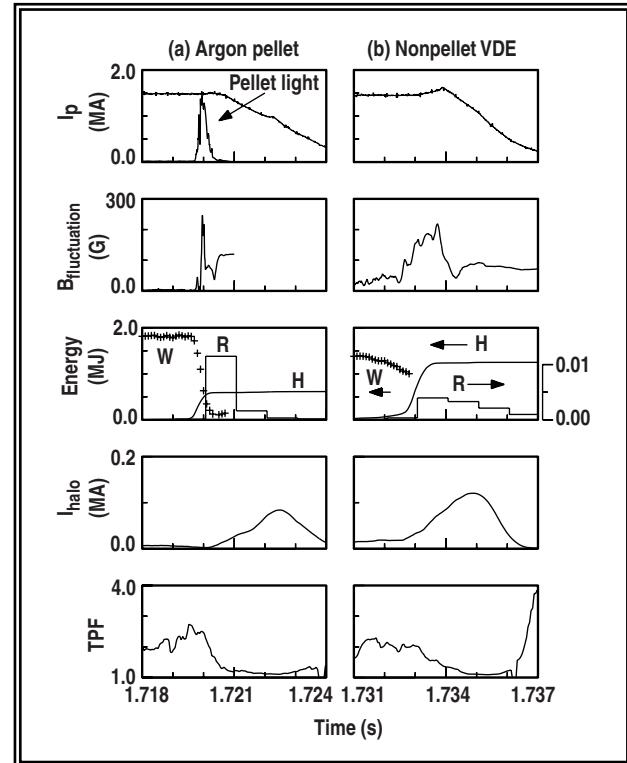 (a) Argon pellet
(b) Nonpellet VDE
2.0
Ip
(MA)
0.0
Pellet light
300
Bfluctuation
(G)
0.0
2.0
Energy
(MJ)
0.0
W
R
H
H
W
R
0.01
0.00
0.2
Ihalo
(MA)
0.0
4.0
TPF
1.0
1.718
1.721
1.724
1.731
1.734
1.737
Time (s)